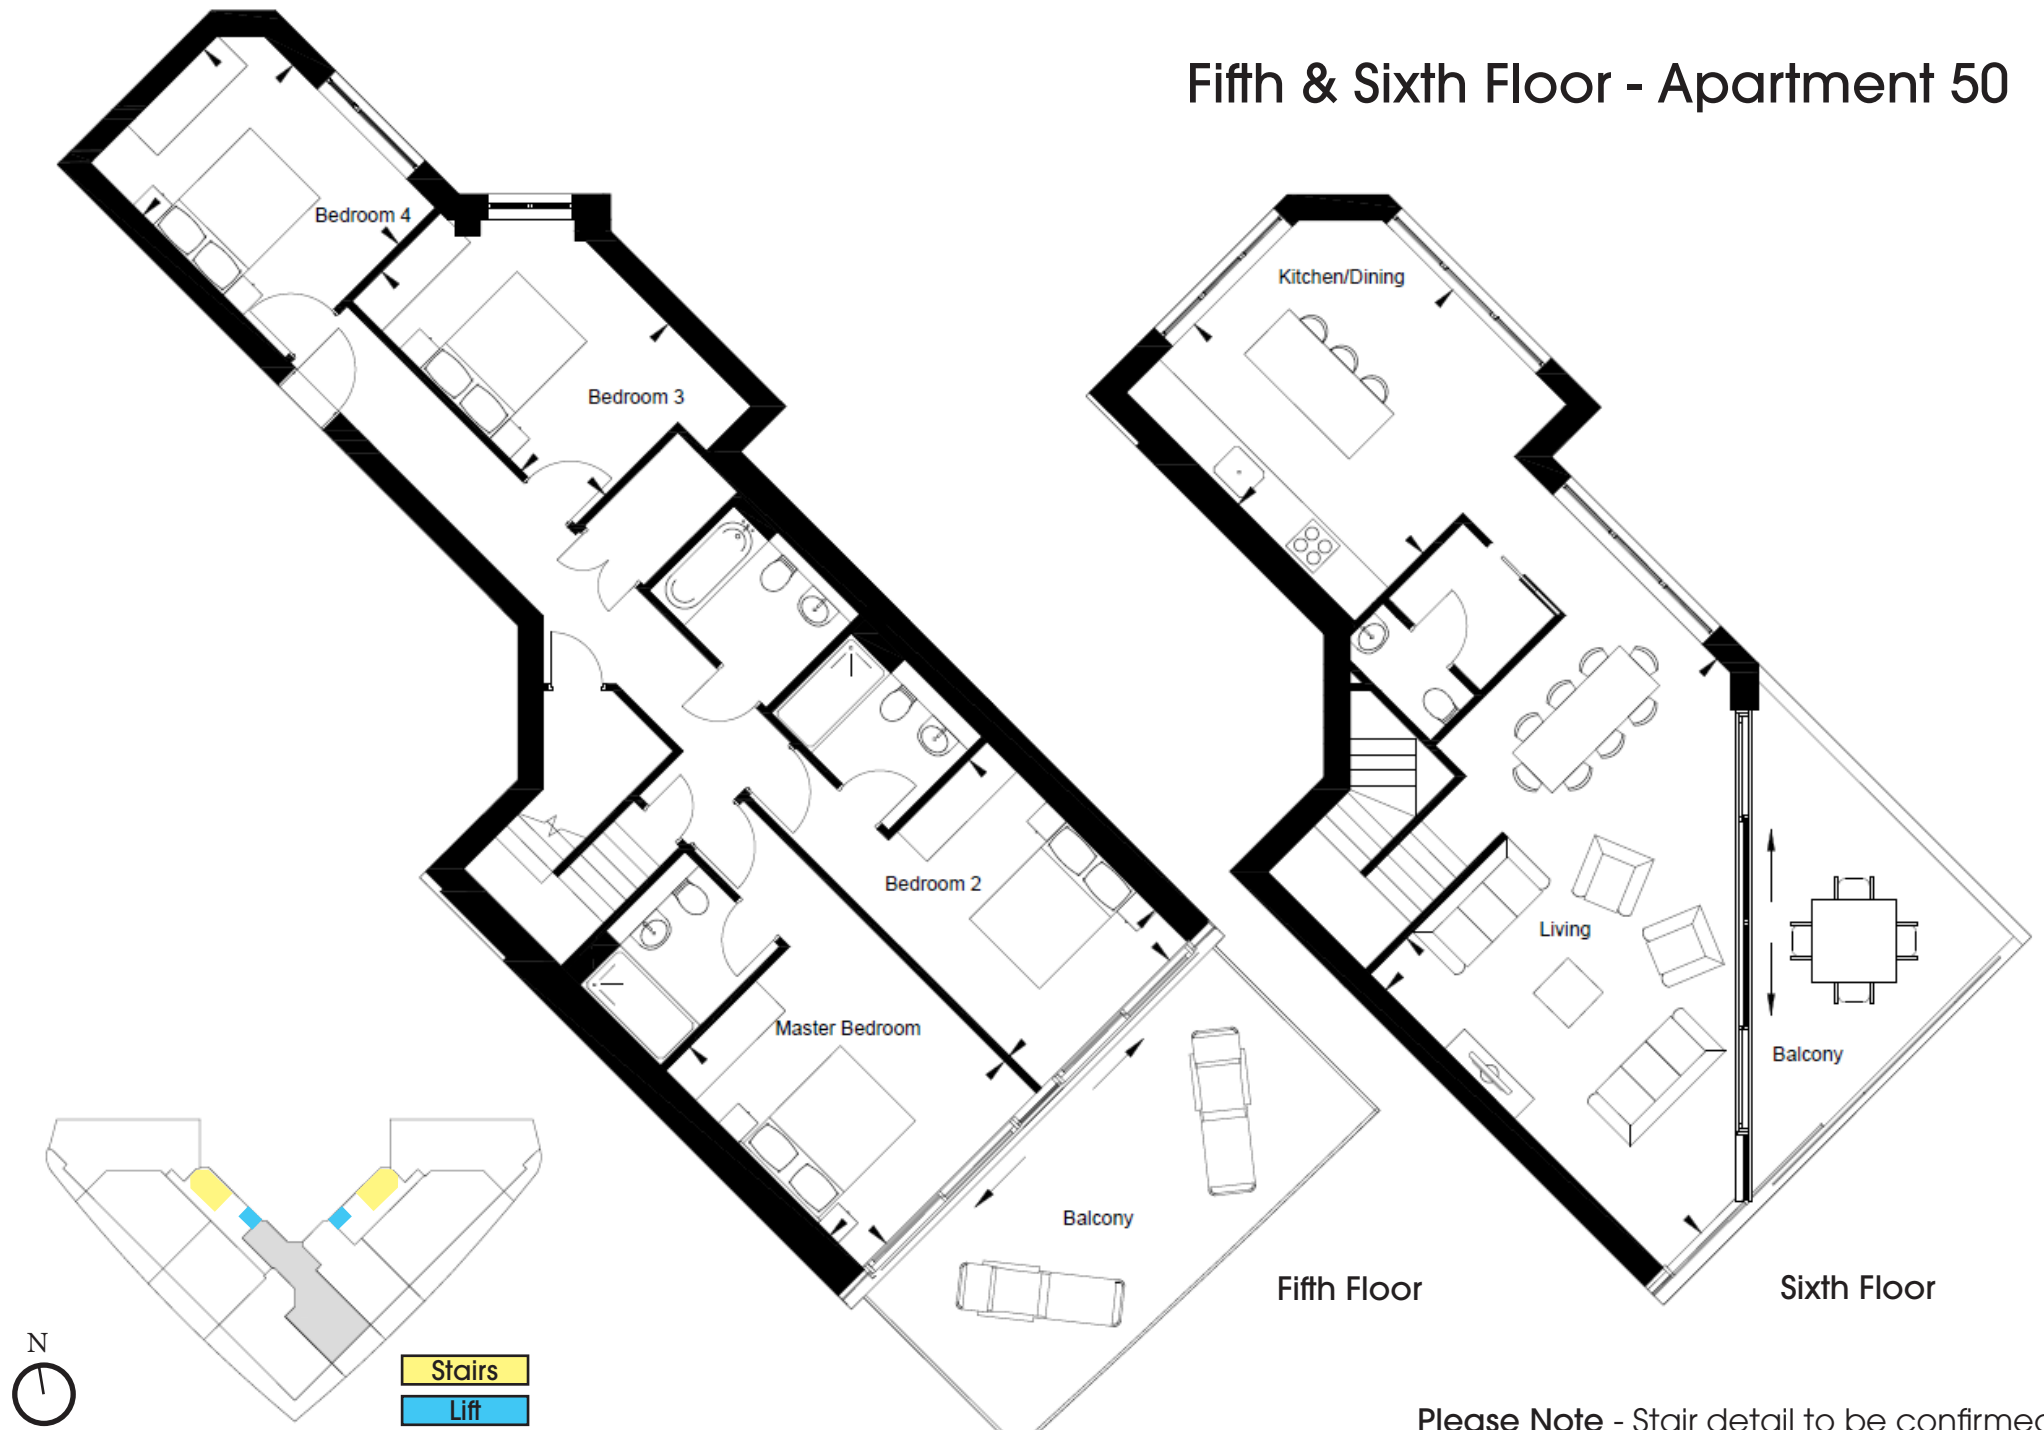 Fifth & Sixth Floor - Apartment 50
Bedroom 4
Kitchen/Dining
Bedroom 3
Bedroom 2
Living
Master Bedroom
Balcony
Balcony
Fifth Floor
Sixth Floor
N
Stairs
Lift
Please Note - Stair detail to be confirmed